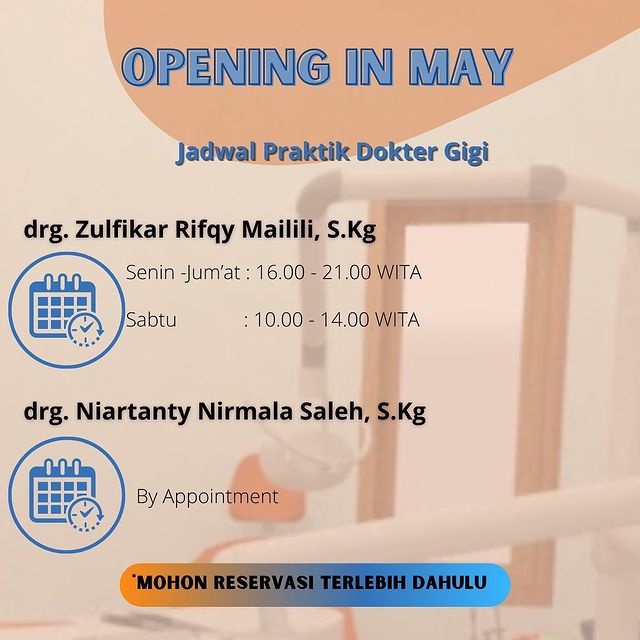 OPENING IN MAY
Jadwal Praktik Dokter Gigi
drg. Zulfikar Rifqy Mailili, S.Kg
Senin -Jum'at : 16.00 - 21.00 WITA
Sabtu : 10.00 - 14.00 WITA
drg. Niartanty Nirmala Saleh, S.Kg
By Appointment
*MOHON RESERVASI TERLEBIH DAHULU